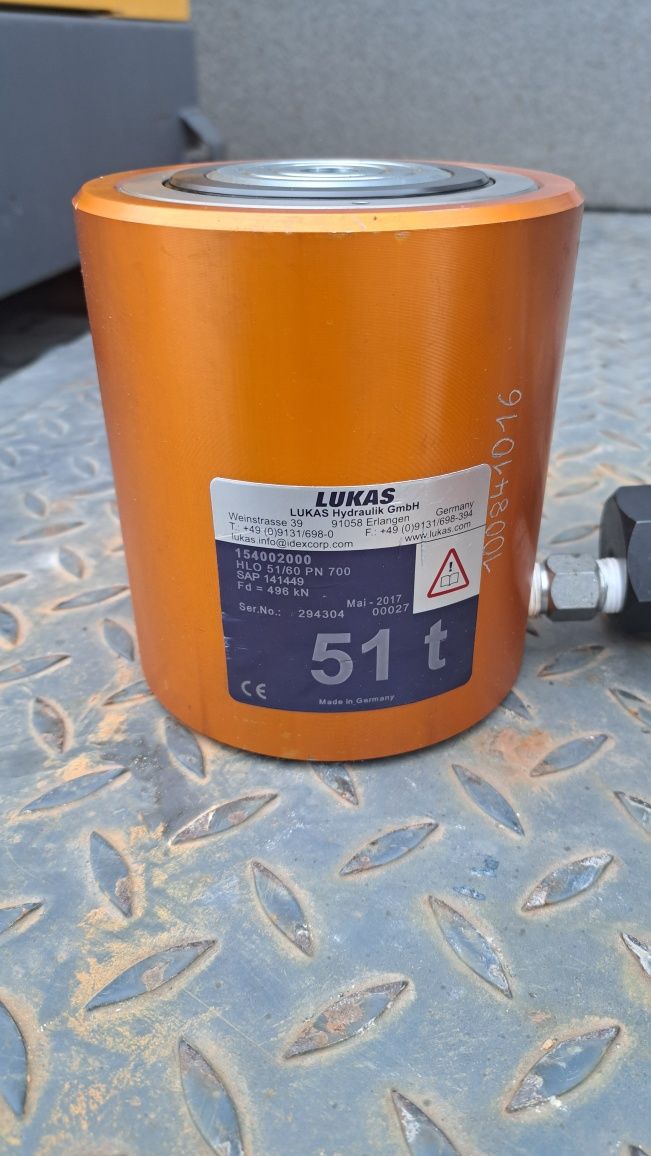 LUKAS
LUKAS Hydraulik GmbH
Weinstrasse 39 91058 Erlangen Germany
T.: +49 (0)9131/698-0 F.: +49 (0)9131/698-394
lukas.info@idexcorp.com www.lukas.com
154002000
HLO 51/60 PN 700
SAP 141449
Fd = 496 kN
Mai - 2017
Ser.No.: 294304 00027
51 t
CE
Made in Germany
100841016